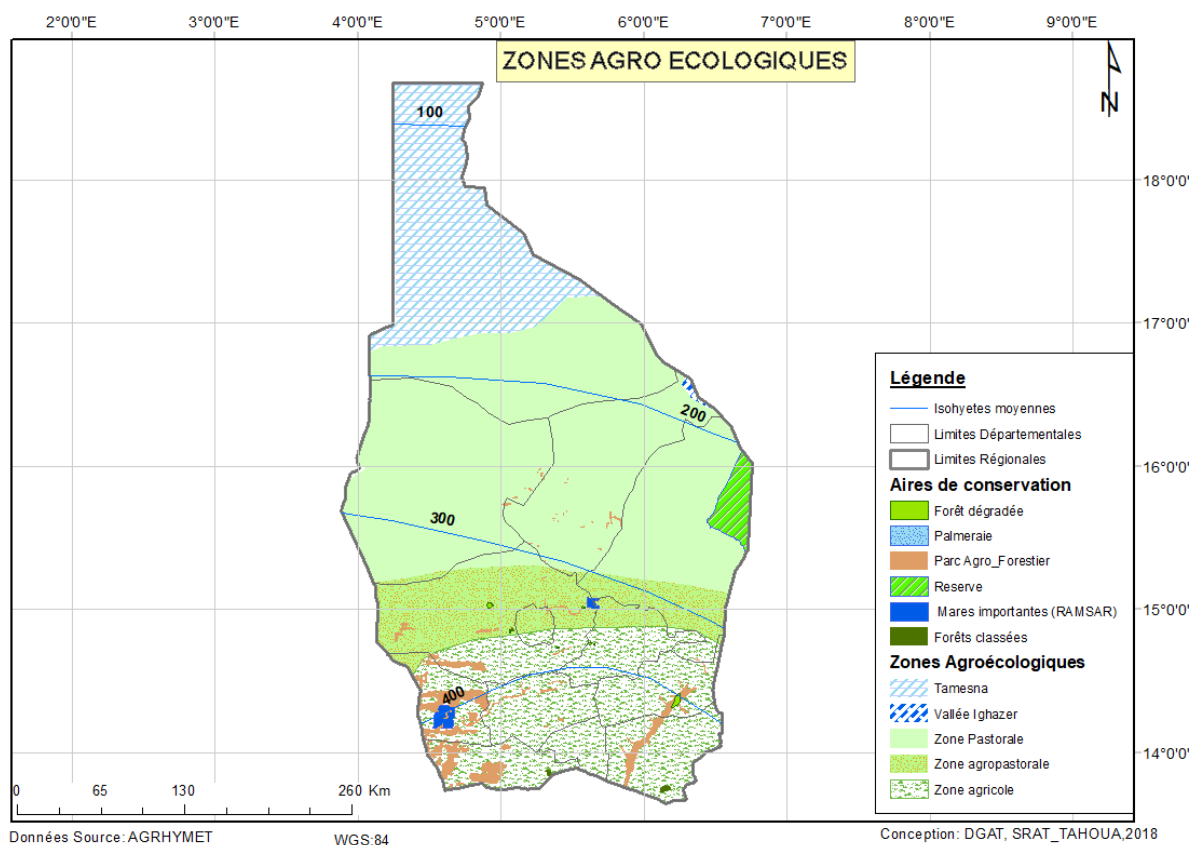 2°0'0"E 3°0'0"E 4°0'0"E 5°0'0"E 6°0'0"E 7°0'0"E 8°0'0"E 9°0'0"E
ZONES AGRO ECOLOGIQUES
N
100
18°0'0"
17°0'0"
200
16°0'0"
300
15°0'0"
400
14°0'0"
Légende
Isohyetes moyennes
Limites Départementales
Limites Régionales
Aires de conservation
Forêt dégradée
Palmeraie
Parc Agro_Forestier
Reserve
Mares importantes (RAMSAR)
Forêts classées
Zones Agroécologiques
Tamesna
Vallée Ighazer
Zone Pastorale
Zone agropastorale
Zone agricole
0 65 130 260 Km
Données Source: AGRHYMET
WGS:84
Conception: DGAT, SRAT_TAHOUA,2018